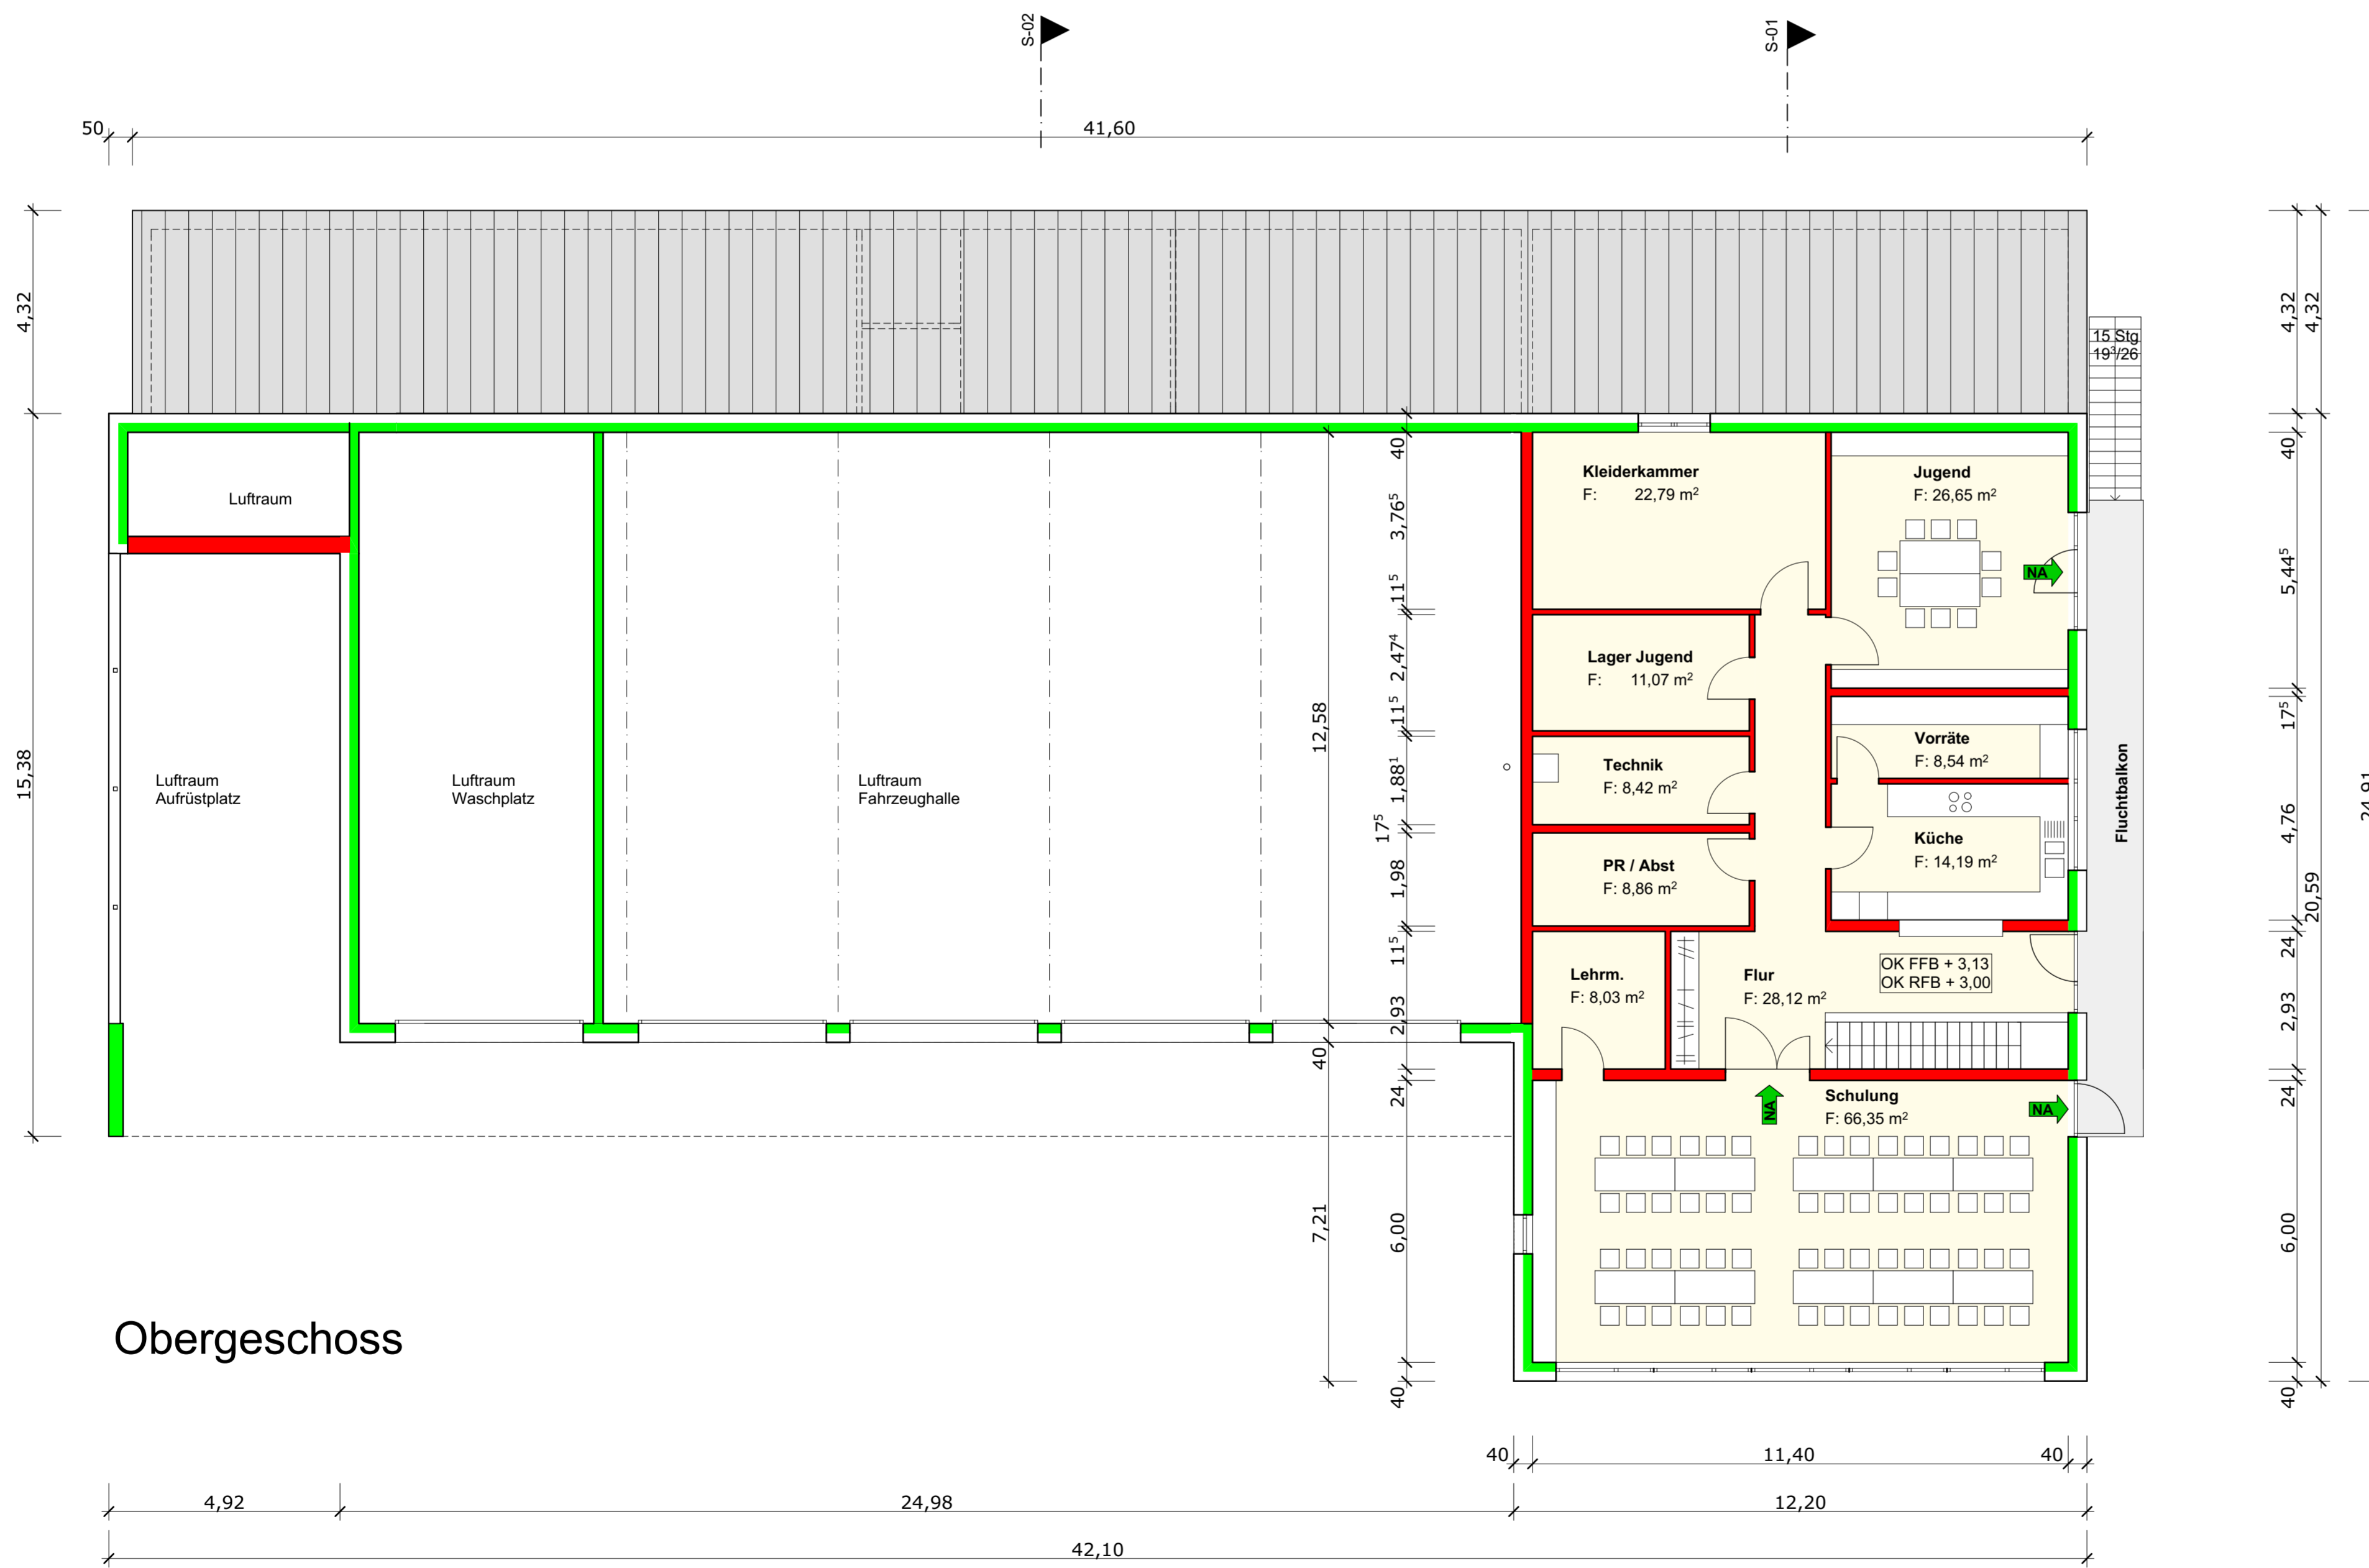 S-02
S-01
50
41,60
4,32
4,32
4,32
15 Stg
19³/26
40
40
Kleiderkammer
F: 22,79 m²
Jugend
F: 26,65 m²
Luftraum
3,76⁵
5,44⁵
NA
11⁵
Lager Jugend
F: 11,07 m²
2,47⁴
11⁵
17⁵
12,58
15,38
Vorräte
F: 8,54 m²
Technik
F: 8,42 m²
Luftraum
Aufrüstplatz
Luftraum
Waschplatz
Luftraum
Fahrzeughalle
1,88¹
Fluchtbalkon
24,91
17⁵
4,76
Küche
F: 14,19 m²
PR / Abst
F: 8,86 m²
1,98
20,59
11⁵
24
Lehrm.
F: 8,03 m²
Flur
F: 28,12 m²
OK FFB + 3,13
OK RFB + 3,00
2,93
2,93
40
24
24
NA
Schulung
F: 66,35 m²
NA
7,21
6,00
6,00
Obergeschoss
40
40
40
11,40
40
4,92
24,98
12,20
42,10